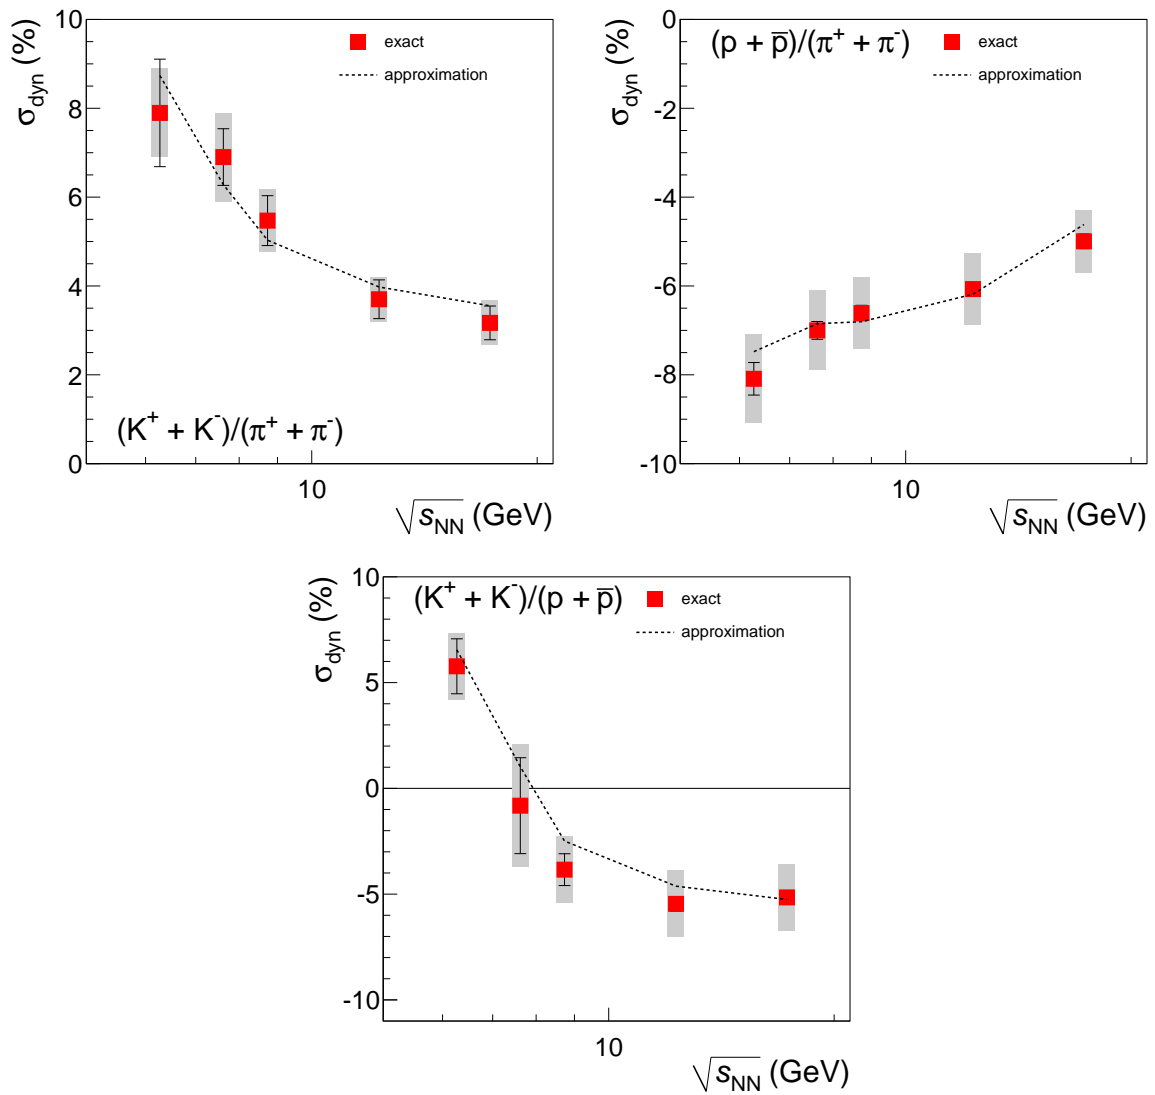 σdyn (%)
10
8
6
4
2
0
exact
approximation
(K⁺ + K⁻)/(π⁺ + π⁻)
10
√sNN (GeV)
σdyn (%)
0
-2
-4
-6
-8
-10
(p + p̅)/(π⁺ + π⁻)
exact
approximation
10
√sNN (GeV)
σdyn (%)
10
5
0
-5
-10
(K⁺ + K⁻)/(p + p̅)
exact
approximation
10
√sNN (GeV)